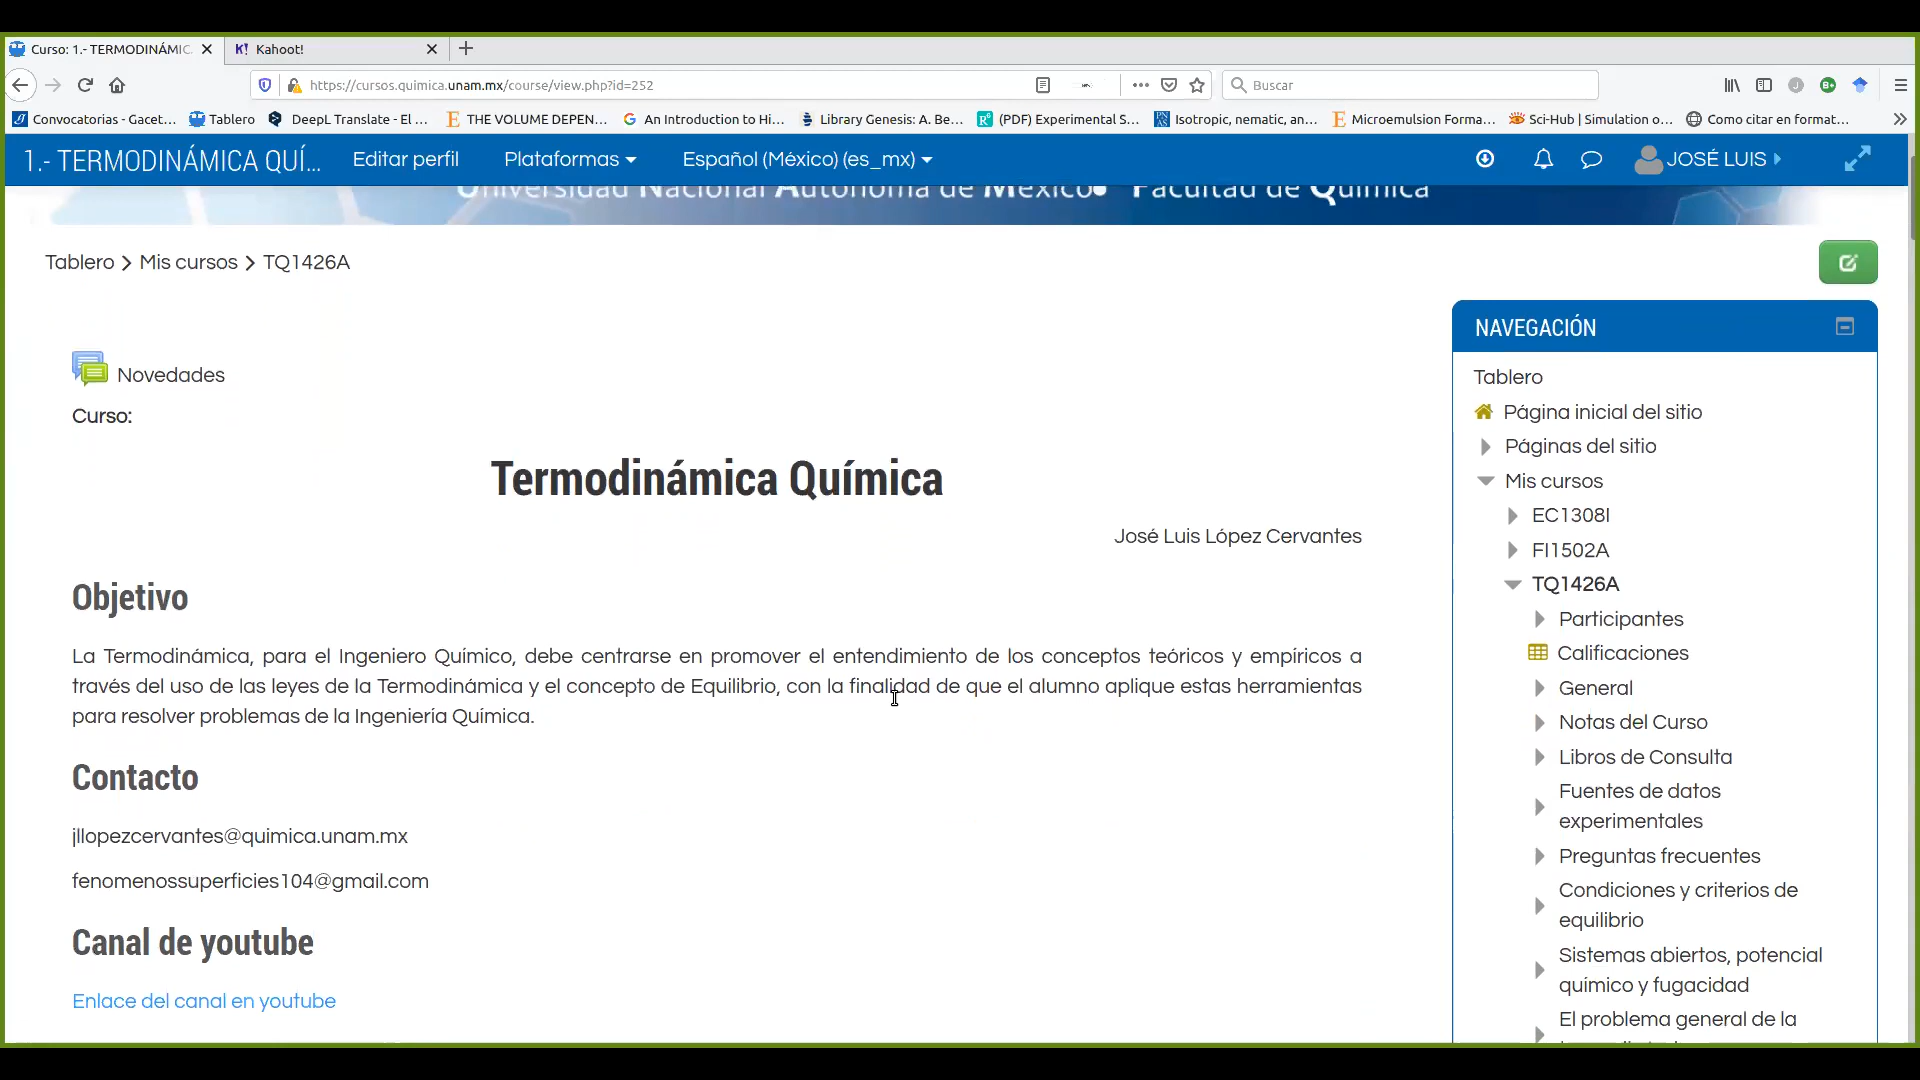 Curso: 1.- TERMODINÁMIC
Kahoot!
https://cursos.quimica.unam.mx/course/view.php?id=252
Buscar
Convocatorias - Gacet...
Tablero
DeepL Translate - El ...
THE VOLUME DEPEN...
An Introduction to Hi...
Library Genesis: A. Be...
(PDF) Experimental S...
Isotropic, nematic, an...
Microemulsion Forma...
Sci-Hub | Simulation o...
Como citar en format...
1.- TERMODINÁMICA QUÍ...
Editar perfil
Plataformas
Español (México) (es_mx)
JOSÉ LUIS
Universidad Nacional Autónoma de México• Facultad de Química
Tablero > Mis cursos > TQ1426A
Novedades
Curso:
Termodinámica Química
José Luis López Cervantes
Objetivo
La Termodinámica, para el Ingeniero Químico, debe centrarse en promover el entendimiento de los conceptos teóricos y empíricos a
través del uso de las leyes de la Termodinámica y el concepto de Equilibrio, con la finalidad de que el alumno aplique estas herramientas
para resolver problemas de la Ingeniería Química.
Contacto
jllopezcervantes@quimica.unam.mx
fenomenossuperficies104@gmail.com
Canal de youtube
Enlace del canal en youtube
NAVEGACIÓN
Tablero
Página inicial del sitio
Páginas del sitio
Mis cursos
EC1308I
FI1502A
TQ1426A
Participantes
Calificaciones
General
Notas del Curso
Libros de Consulta
Fuentes de datos
experimentales
Preguntas frecuentes
Condiciones y criterios de
equilibrio
Sistemas abiertos, potencial
químico y fugacidad
El problema general de la